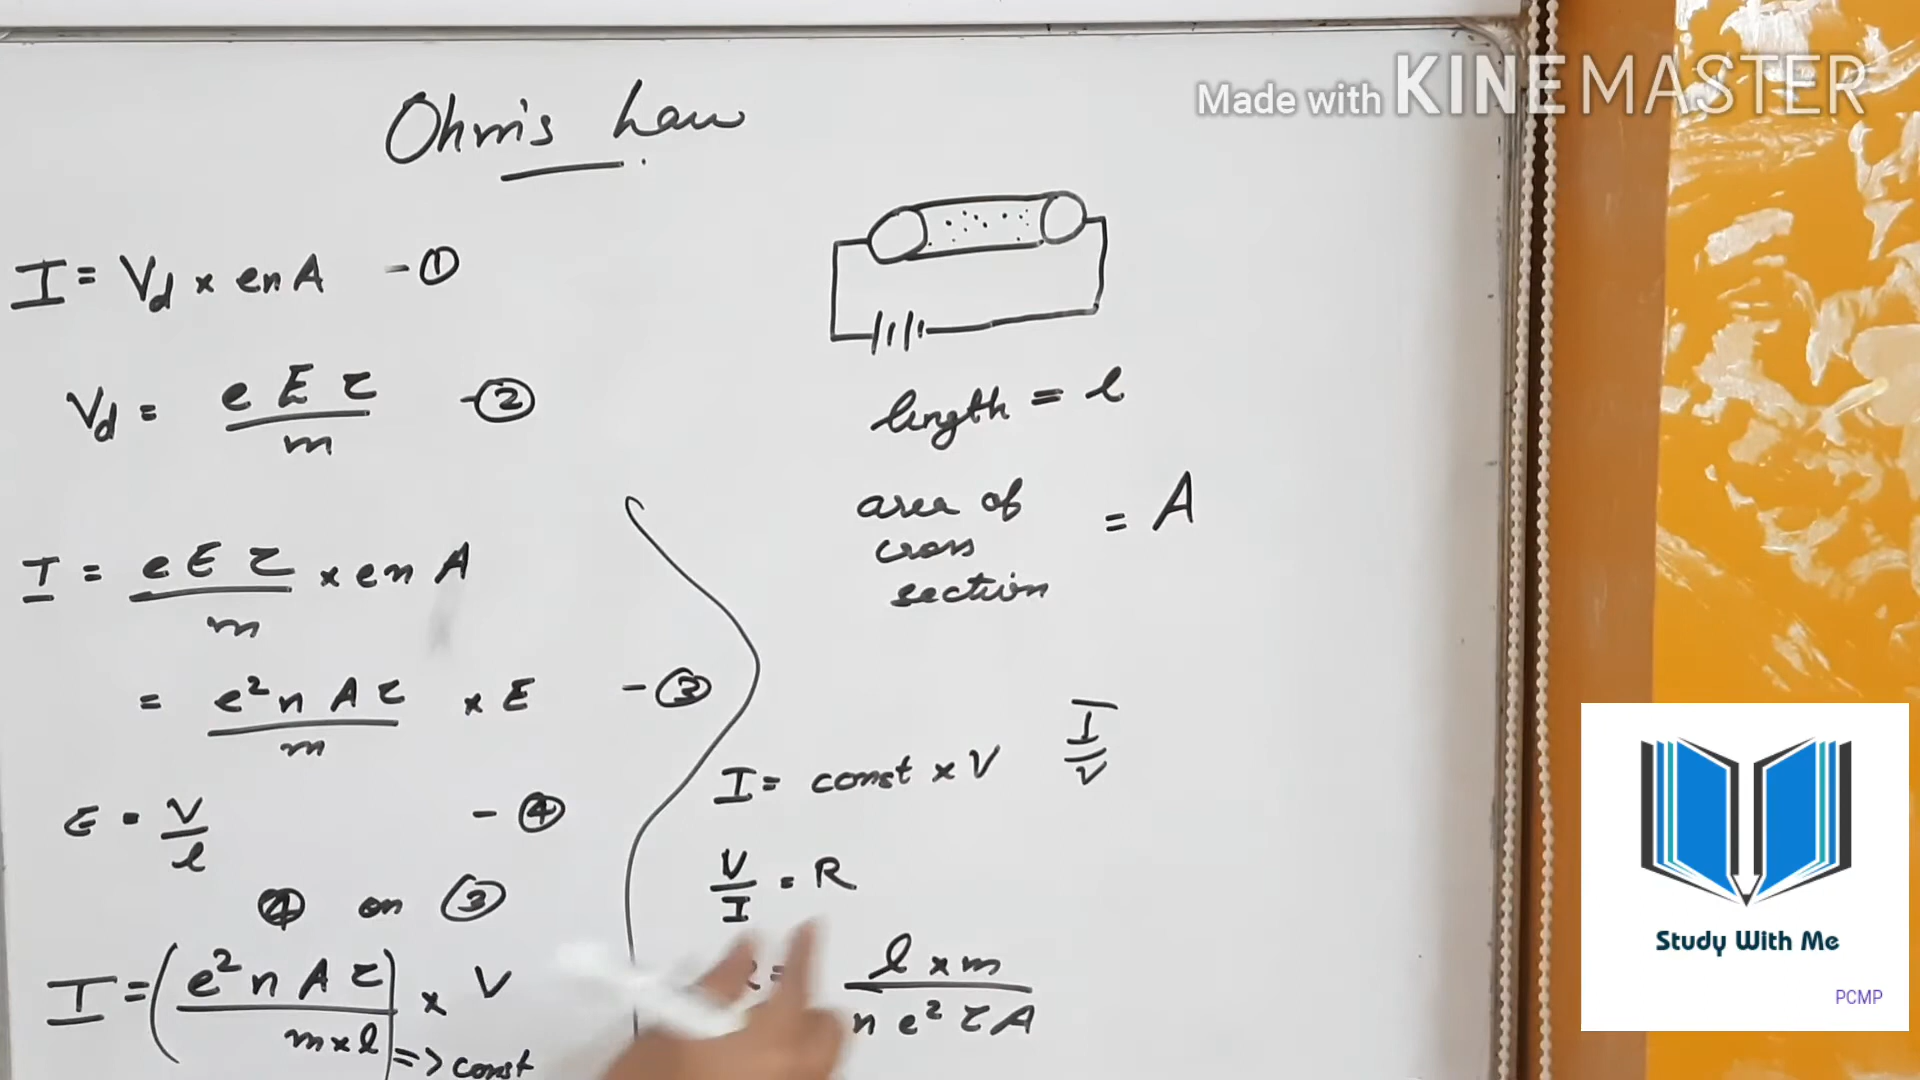 Made with KINEMASTER
Ohm's Law
I = Vd × enA - ①
Vd = eEτ/m - ②
I = eEτ/m × enA
= e²nAτ/m × E - ③
E = V/l - ④
④ on ③
I = (e²nAτ/m×l) × V
=> const
length = l
area of cross section = A
I = const × V I/V
V/I = R
= l×m/ne²τA
Study With Me
PCMP